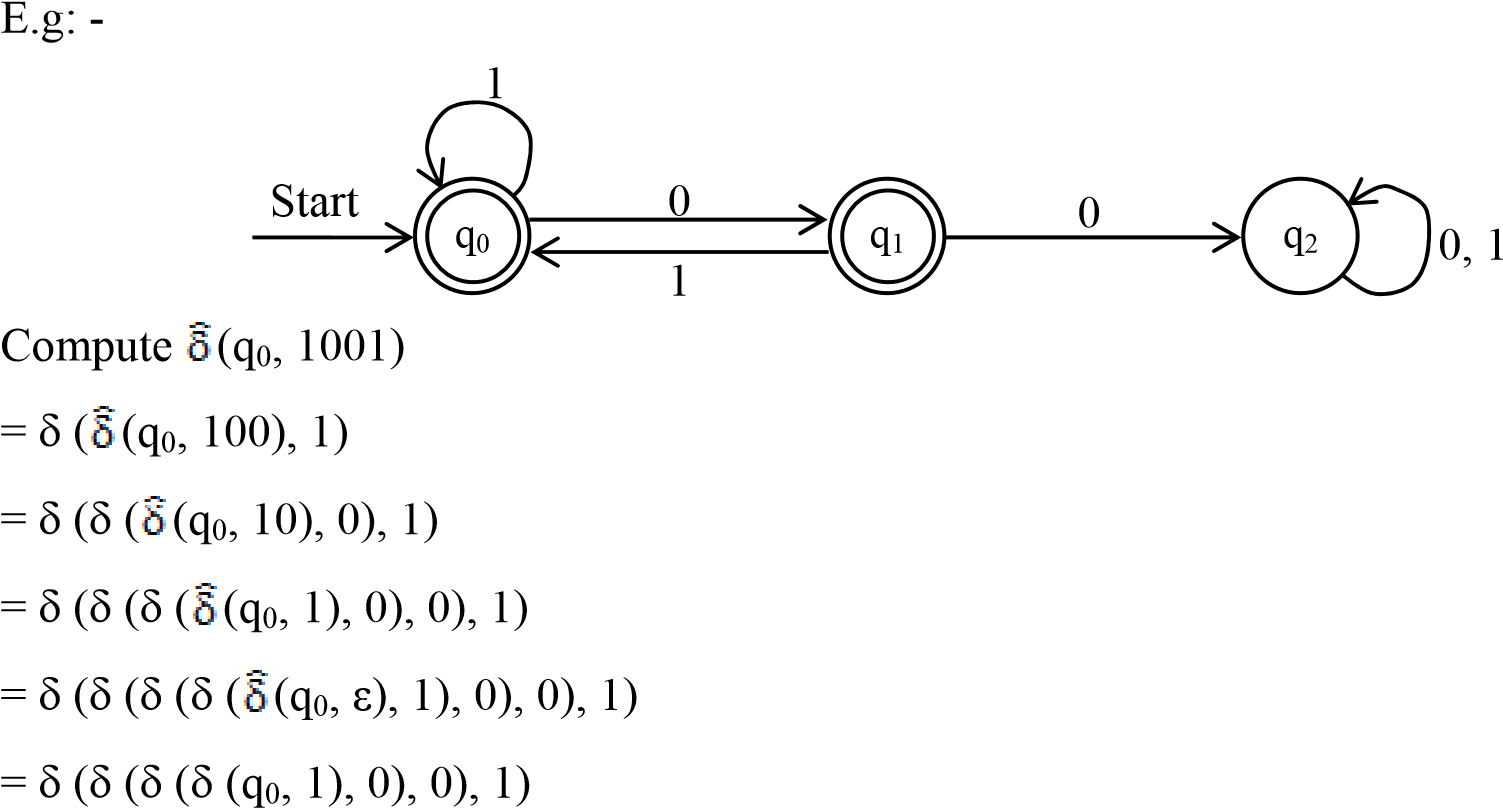 E.g: -
1
Start
q₀
0
1
q₁
0
q₂
0, 1
Compute δ̂(q₀, 1001)
= δ (δ̂(q₀, 100), 1)
= δ (δ (δ̂(q₀, 10), 0), 1)
= δ (δ (δ (δ̂(q₀, 1), 0), 0), 1)
= δ (δ (δ (δ (δ̂(q₀, ε), 1), 0), 0), 1)
= δ (δ (δ (δ (q₀, 1), 0), 0), 1)